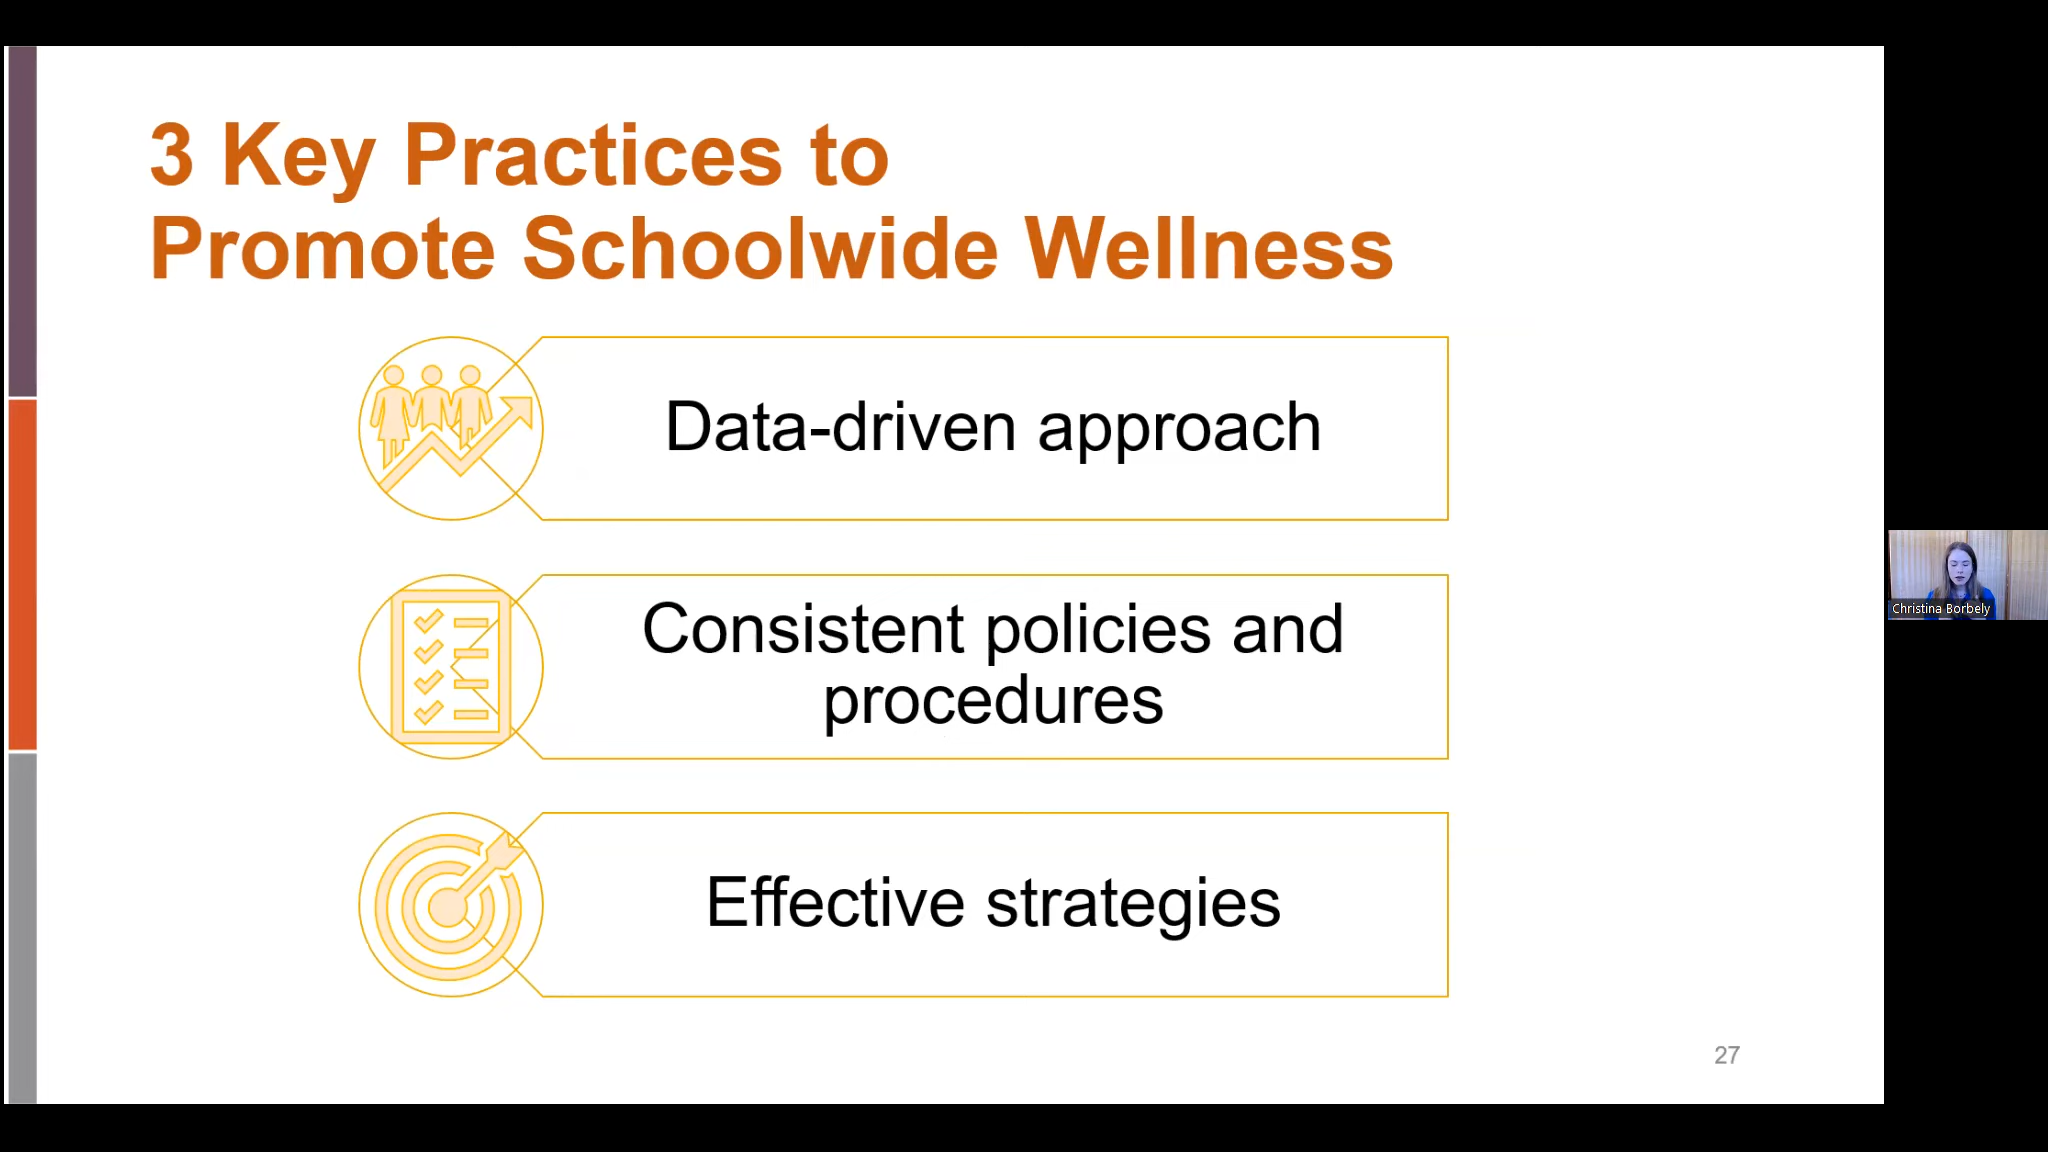 3 Key Practices to
Promote Schoolwide Wellness
Data-driven approach
Consistent policies and
procedures
Effective strategies
27
Christina Borbely